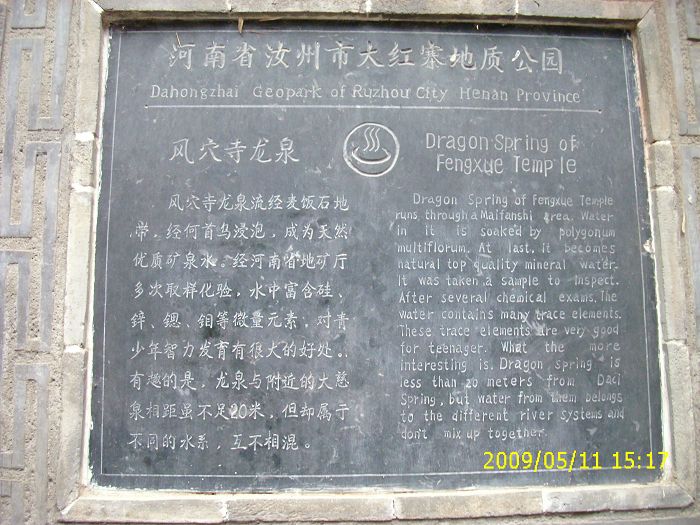 河南省汝州市大红寨地质公园
Dahongzhai Geopark of Ruzhou City Henan Province
风穴寺龙泉
风穴寺龙泉流经麦饭石地
带，经何首乌浸泡，成为天然
优质矿泉水。经河南省地矿厅
多次取样化验，水中富含硅、
锌、锶、钼等微量元素，对青
少年智力发育有很大的好处。
有趣的是，龙泉与附近的大慈
泉相距虽不足20米，但却属于
不同的水系，互不相混。
Dragon Spring of
Fengxue Temple
Dragon Spring of Fengxue Temple
runs through a Maifanshi area. Water
in it is soaked by polygonum
multiflorum. At last, it becomes
natural top quality mineral water.
It was taken a sample to inspect.
After several chemical exams, The
water contains many trace elements.
These trace elements are very good
for teenager. What the more
interesting is, Dragon spring is
less than 20 meters from Daci
Spring, but water from them belongs
to the different river systems and
don't mix up together.
2009/05/11 15:17